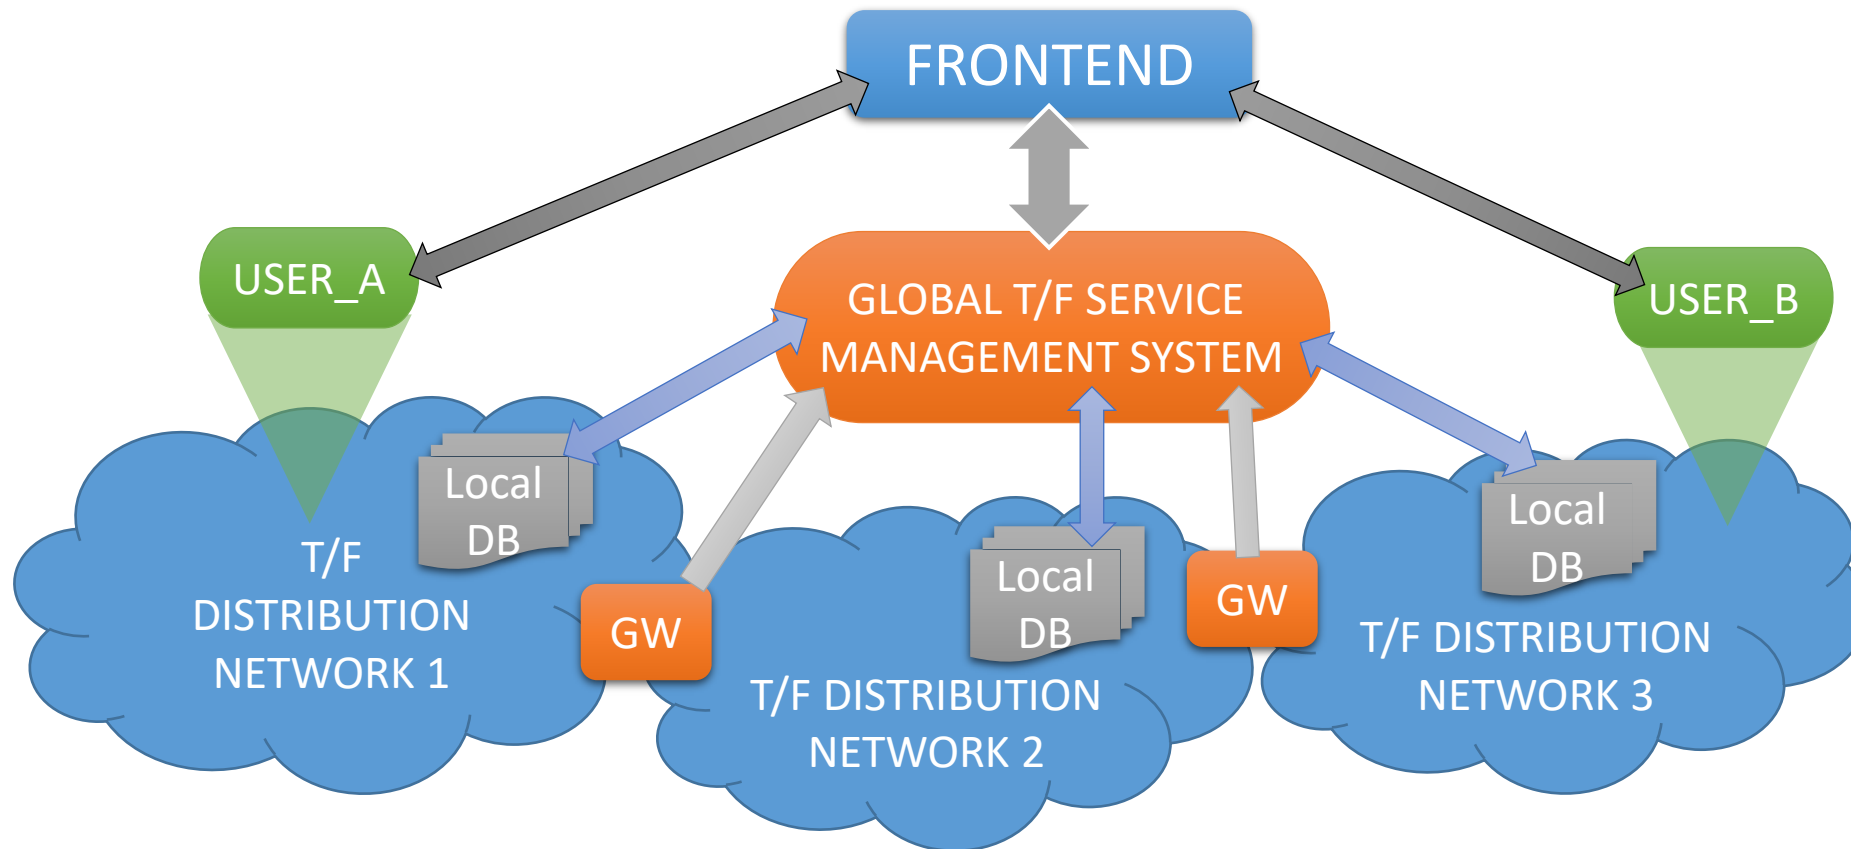 FRONTEND
USER_A
GLOBAL T/F SERVICE
MANAGEMENT SYSTEM
USER_B
Local
DB
T/F
DISTRIBUTION
NETWORK 1
GW
Local
DB
T/F DISTRIBUTION
NETWORK 2
GW
Local
DB
T/F DISTRIBUTION
NETWORK 3